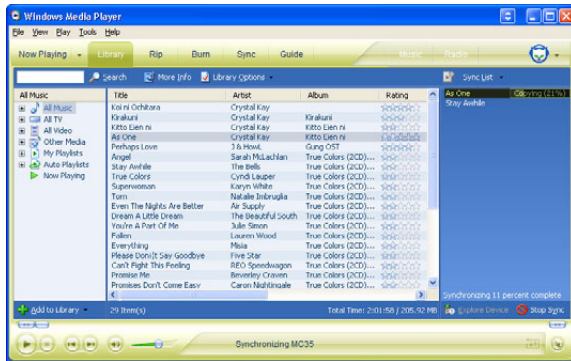 Windows Media Player
File View Play Tools Help
Now Playing Library Rip Burn Sync Guide Music Radio
Search More Info Library Options Sync List
All Music Title Artist Album Rating As One Copying (21%)
All Music Koi ni Ochitara Crystal Kay Stay Awhile
All TV Kirakuni Crystal Kay Kirakuni
All Video Kitto Eien ni Crystal Kay Kitto Eien ni
Other Media As One Crystal Kay Kitto Eien ni
My Playlists Perhaps Love J & Howl Gung OST
Auto Playlists Angel Sarah McLachlan True Colors (2CD)...
Now Playing Stay Awhile The Bells True Colors (2CD)...
True Colors Cyndi Lauper True Colors (2CD)...
Superwoman Karyn White True Colors (2CD)...
Torn Natalie Imbruglia True Colors (2CD)...
Even The Nights Are Better Air Supply True Colors (2CD)...
Dream A Little Dream The Beautiful South True Colors (2CD)...
You're A Part Of Me Julie Simon True Colors (2CD)...
Fallen Lauren Wood True Colors (2CD)...
Everything Misia True Colors (2CD)...
Please Don't Say Goodbye Five Star True Colors (2CD)...
Can't Fight This Feeling REO Speedwagon True Colors (2CD)...
Promise Me Beverley Craven True Colors (2CD)...
Promises Don't Come Easy Caron Nightingale True Colors (2CD)...
Synchronizing 11 percent complete
Add to Library 29 Item(s) Total Time: 2:01:58 / 205.92 MB Explore Device Stop Sync
Synchronizing MC35